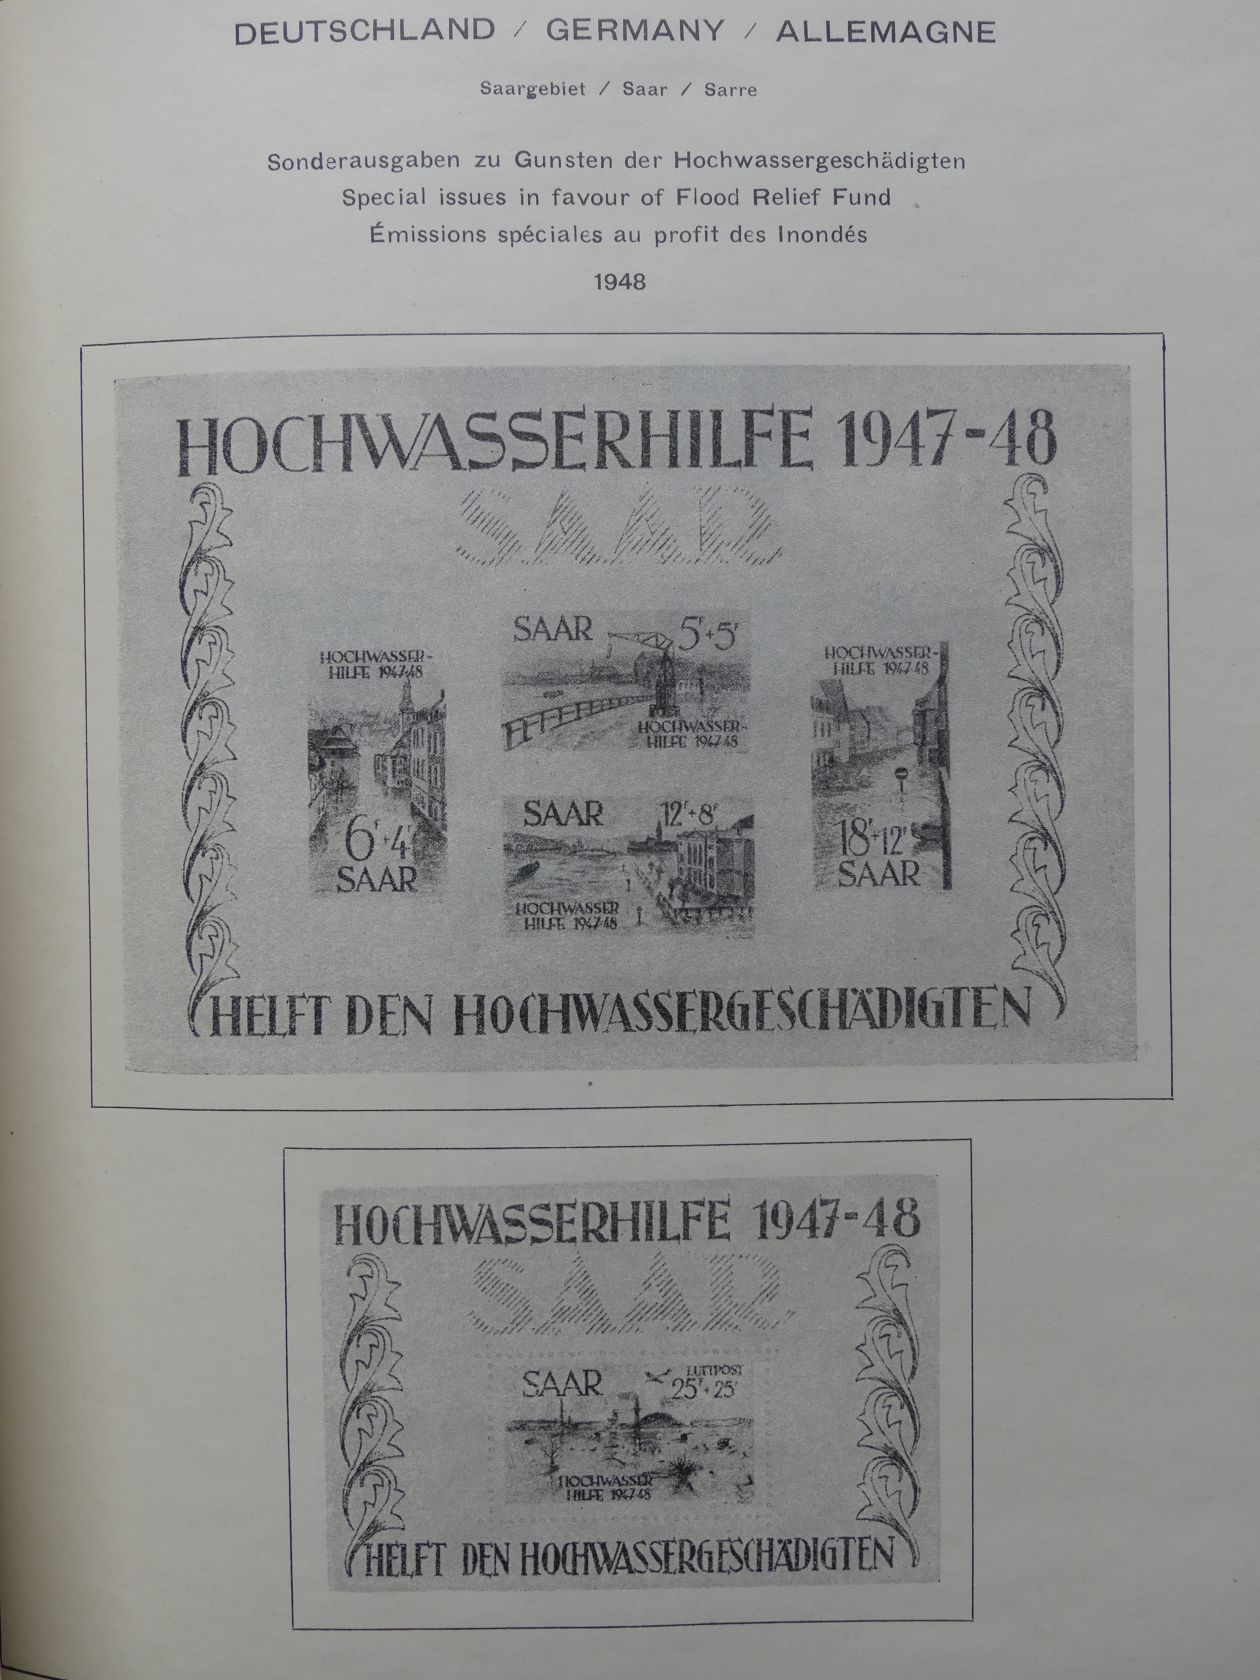 DEUTSCHLAND / GERMANY / ALLEMAGNE
Saargebiet / Saar / Sarre
Sonderausgaben zu Gunsten der Hochwassergeschädigten
Special issues in favour of Flood Relief Fund
Émissions spéciales au profit des Inondés
1948
HOCHWASSERHILFE 1947-48
SAAR
HOCHWASSER-
HILFE 1947-48
6F+4F
SAAR
SAAR 5F+5F
HOCHWASSER-
HILFE 1947-48
SAAR 12F+8F
HOCHWASSER
HILFE 1947-48
HOCHWASSER-
HILFE 1947-48
18F+12F
SAAR
HELFT DEN HOCHWASSERGESCHÄDIGTEN
HOCHWASSERHILFE 1947-48
SAAR
SAAR
LUFTPOST
25F+25F
HOCHWASSER
HILFE 1947-48
HELFT DEN HOCHWASSERGESCHÄDIGTEN